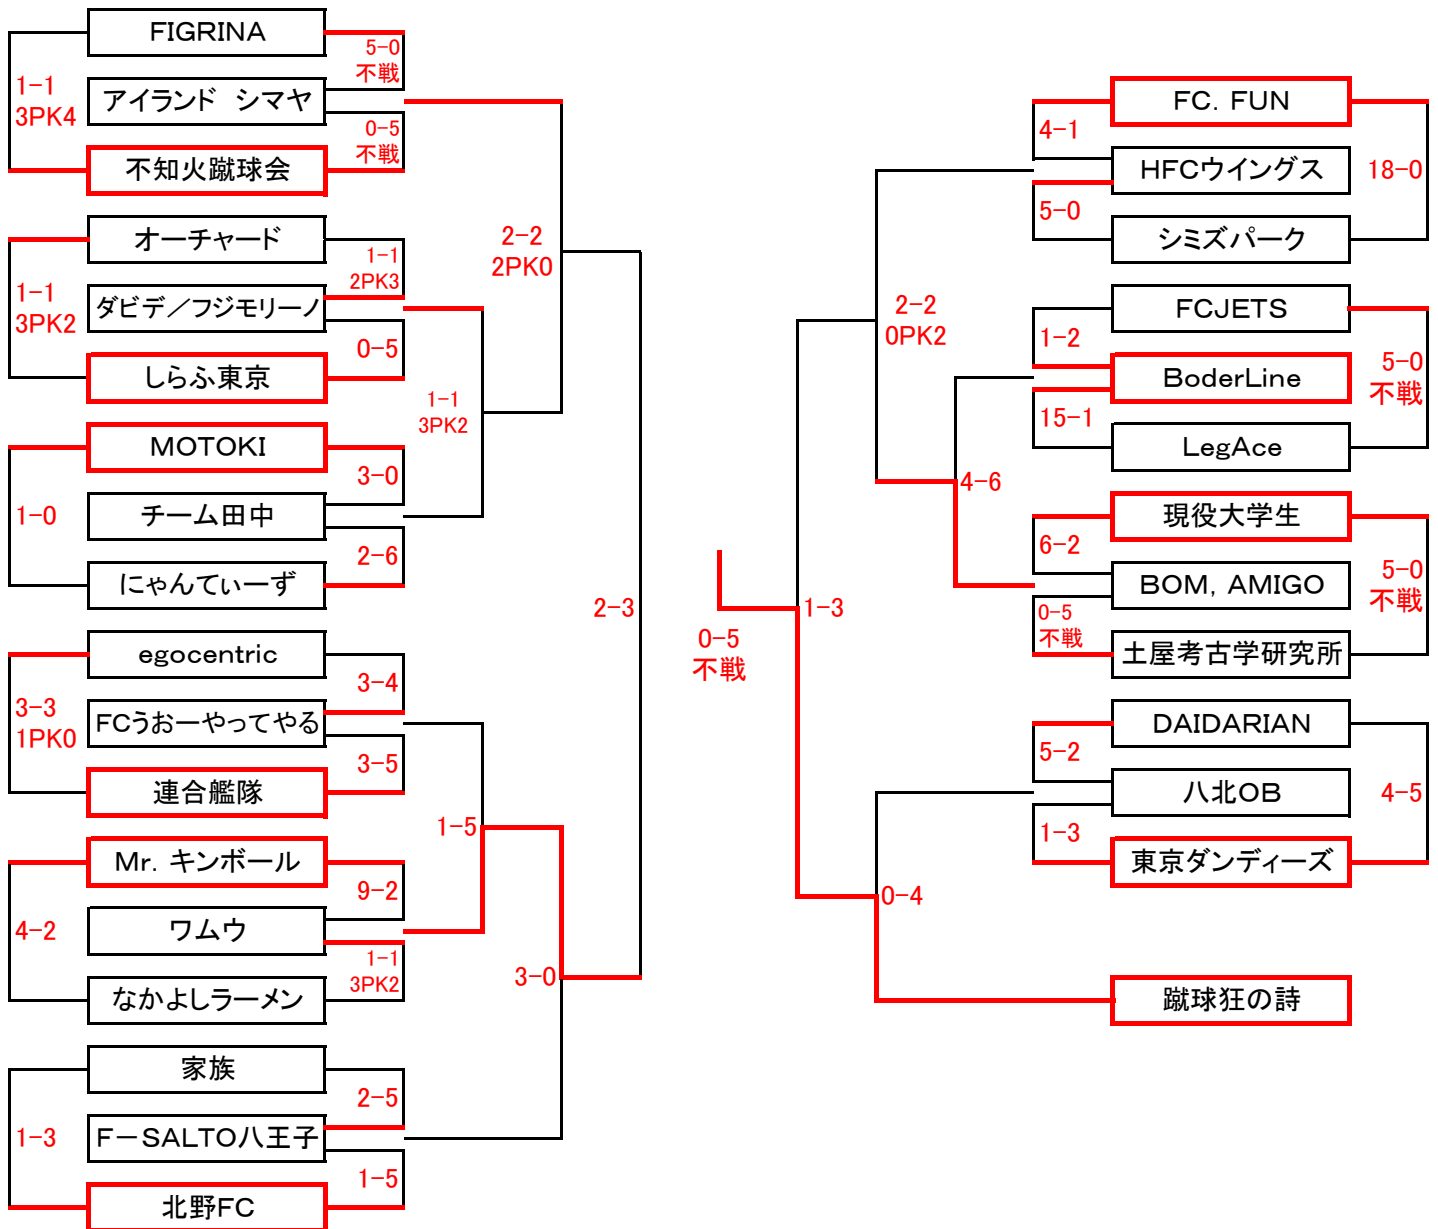 FIGRINA
5-0
不戦
1-1
3PK4
アイランド　シマヤ
0-5
不戦
不知火蹴球会
オーチャード
1-1
2PK3
1-1
3PK2
ダビデ／フジモリーノ
0-5
しらふ東京
2-2
2PK0
1-1
3PK2
MOTOKI
3-0
1-0
チーム田中
2-6
にゃんてぃーず
2-3
egocentric
3-4
3-3
1PK0
FCうおーやってやる
3-5
連合艦隊
1-5
Mr. キンボール
9-2
4-2
ワムウ
1-1
3PK2
なかよしラーメン
3-0
家族
2-5
1-3
F－SALTO八王子
1-5
北野FC
0-5
不戦
1-3
FC. FUN
4-1
HFCウイングス
18-0
5-0
シミズパーク
2-2
0PK2
FCJETS
1-2
5-0
不戦
BoderLine
15-1
LegAce
4-6
現役大学生
6-2
5-0
不戦
BOM, AMIGO
0-5
不戦
土屋考古学研究所
DAIDARIAN
5-2
八北OB
4-5
1-3
東京ダンディーズ
0-4
蹴球狂の詩